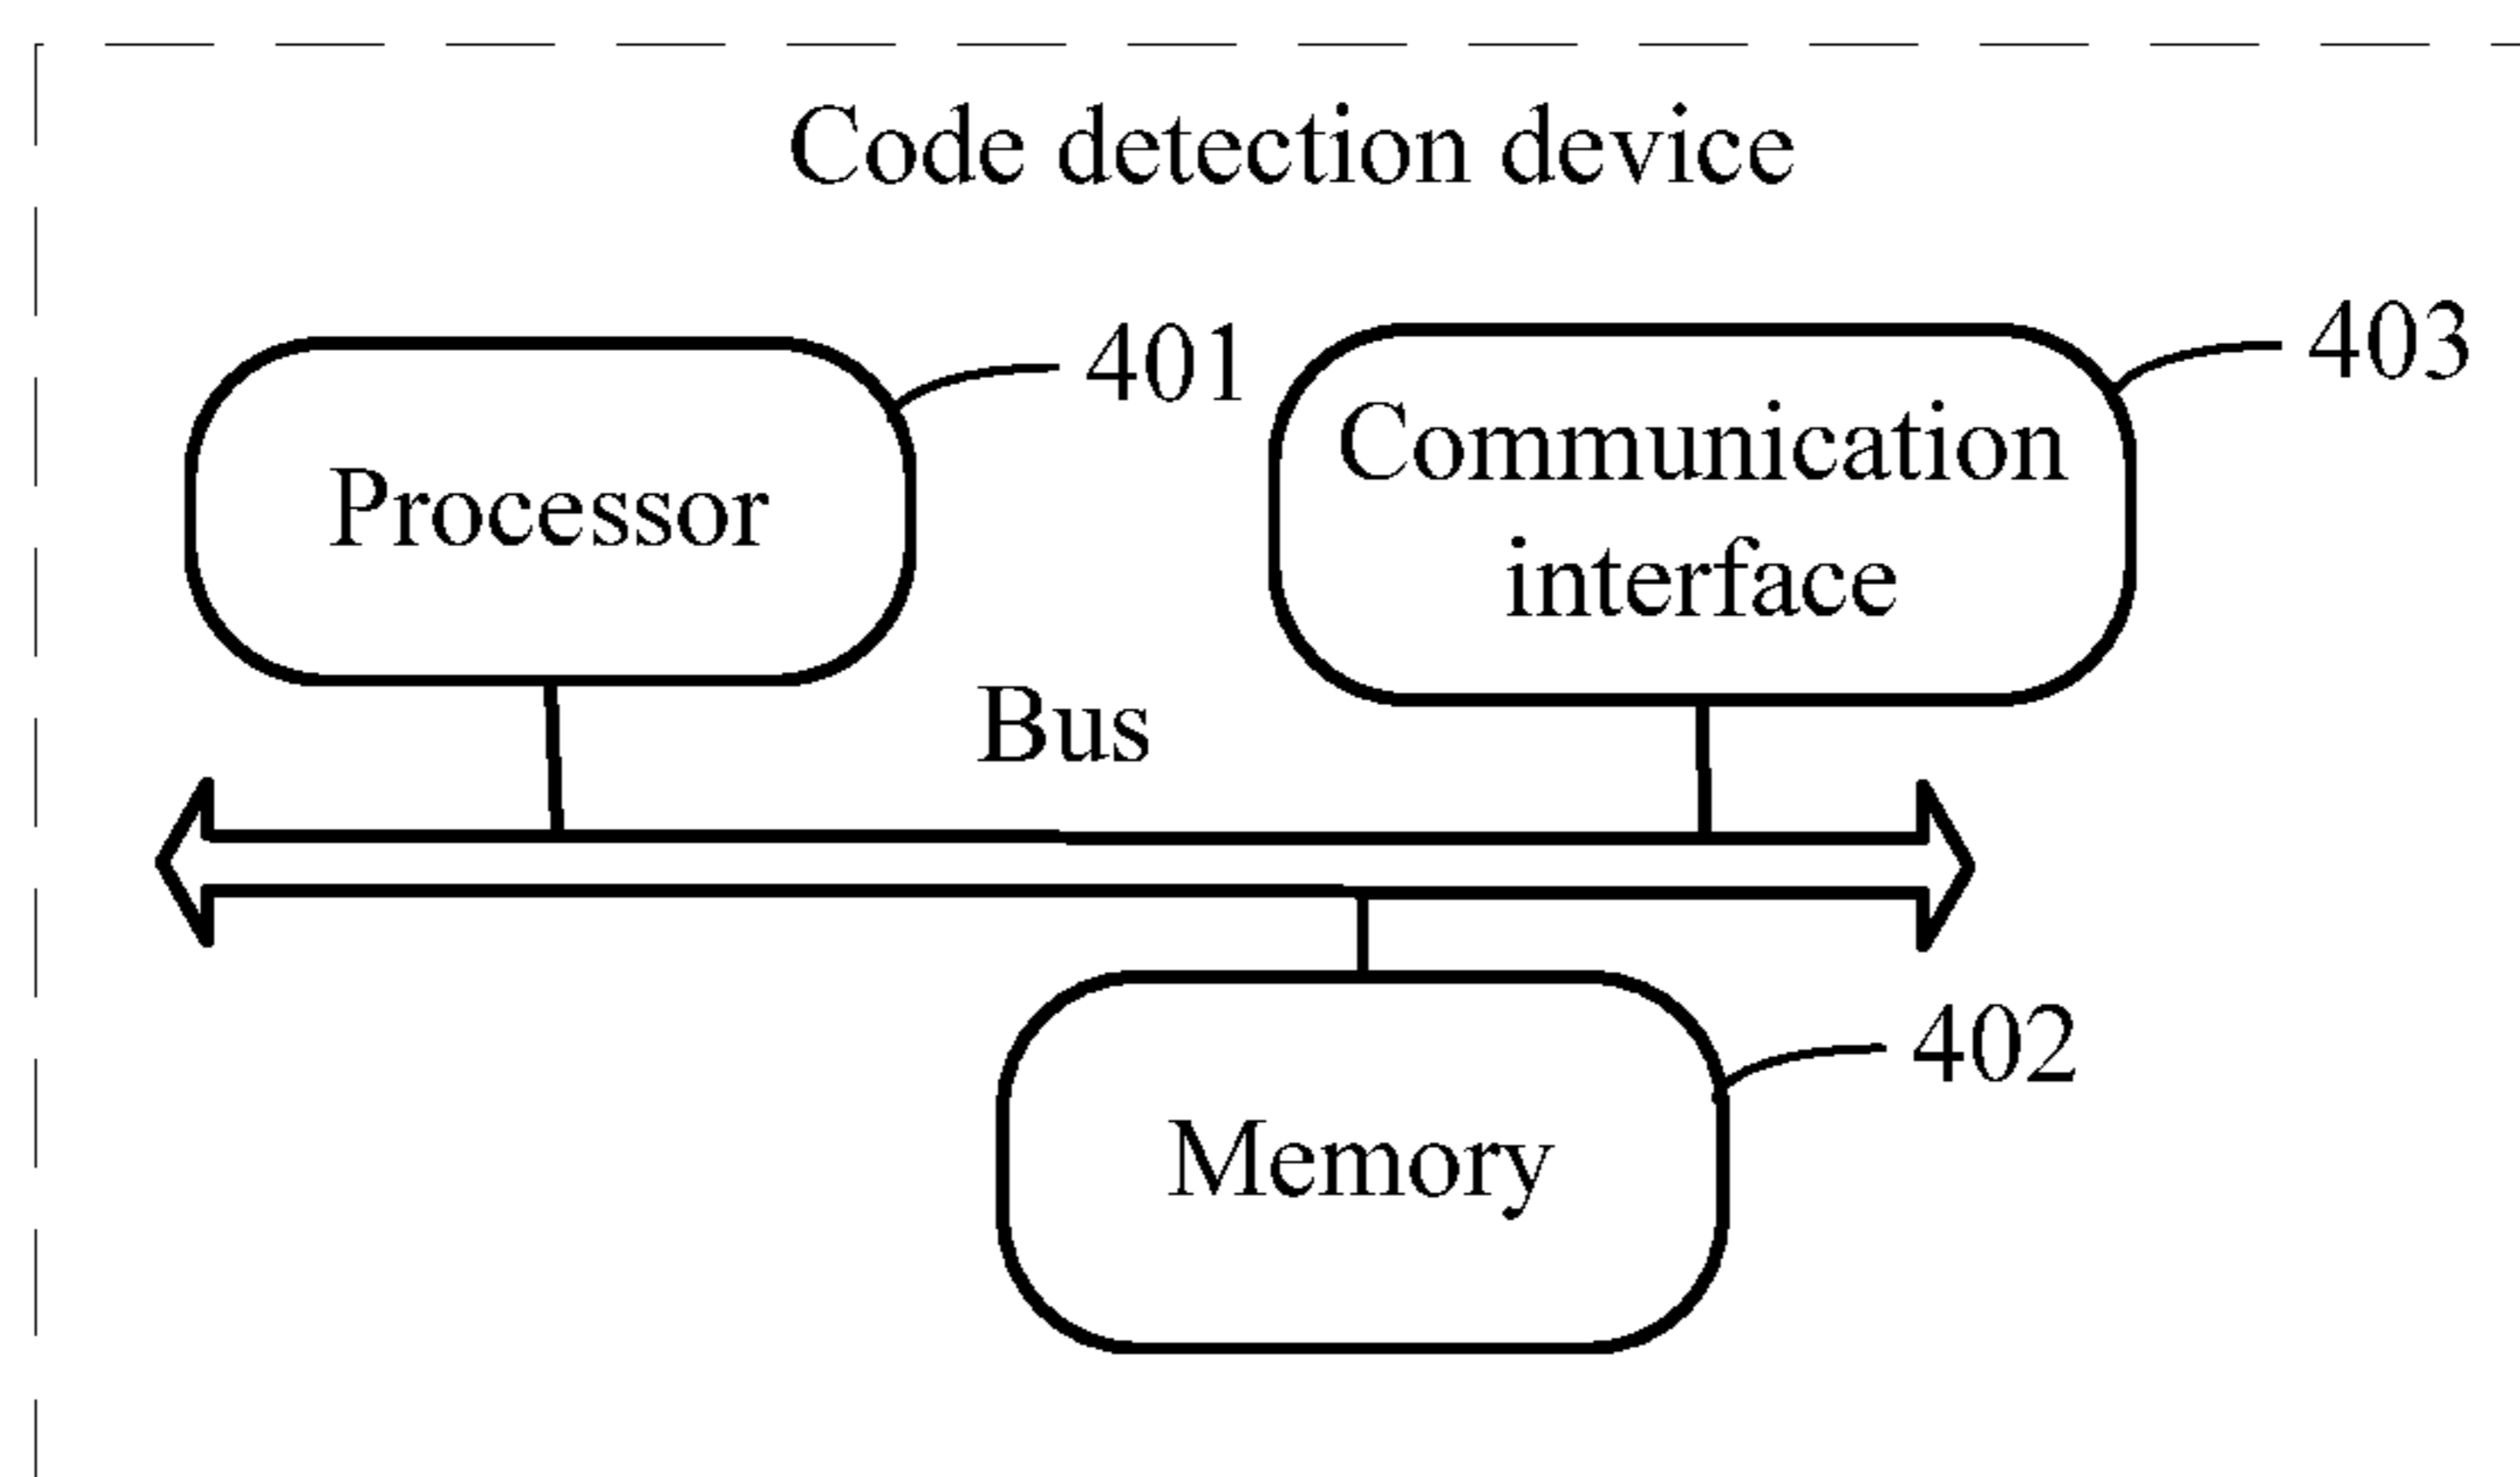 Code detection device
401
403
Processor
Communication
interface
Bus
402
Memory